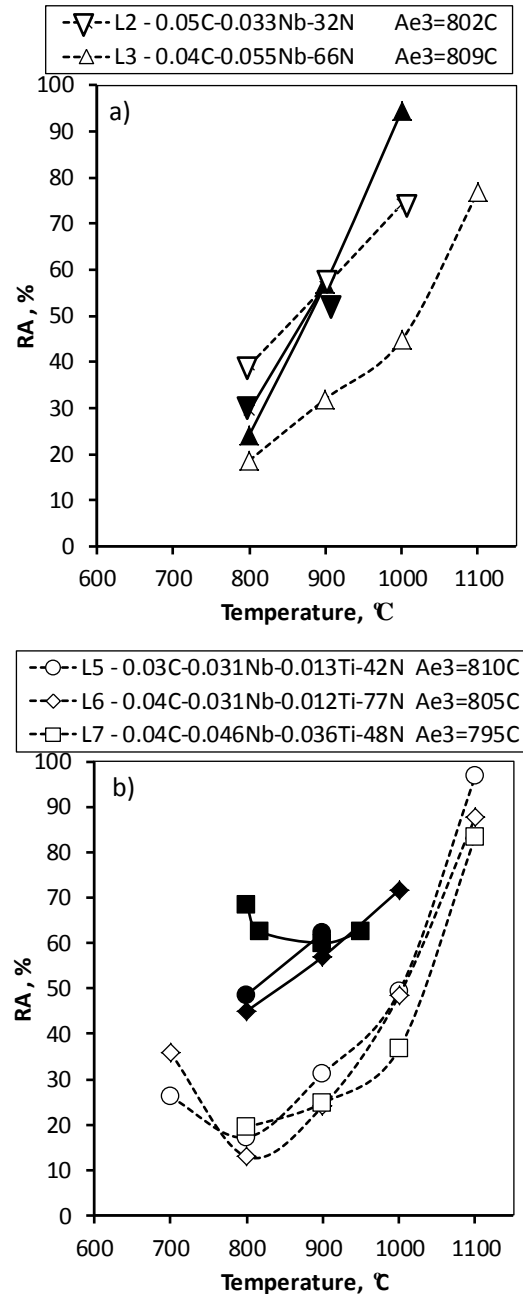 L2 - 0.05C-0.033Nb-32N Ae3=802C
L3 - 0.04C-0.055Nb-66N Ae3=809C
a)
100
90
80
70
60
50
40
30
20
10
0
RA , %
600 700 800 900 1000 1100
Temperature, ℃
L5 - 0.03C-0.031Nb-0.013Ti-42N Ae3=810C
L6 - 0.04C-0.031Nb-0.012Ti-77N Ae3=805C
L7 - 0.04C-0.046Nb-0.036Ti-48N Ae3=795C
b)
100
90
80
70
60
50
40
30
20
10
0
RA, %
600 700 800 900 1000 1100
Temperature, ℃